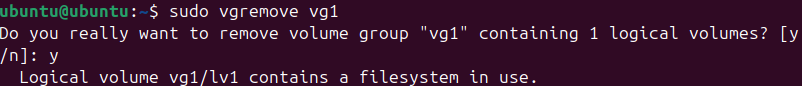 ubuntu@ubuntu:~$ sudo vgremove vg1
Do you really want to remove volume group "vg1" containing 1 logical volumes? [y
/n]: y
  Logical volume vg1/lv1 contains a filesystem in use.